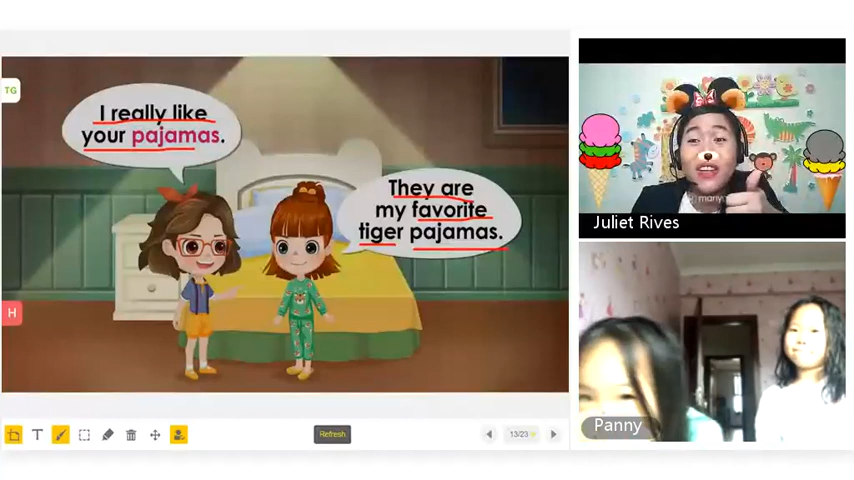 TG
I really like
your pajamas.
They are
my favorite
tiger pajamas.
H
Juliet Rives
Panny
T
Refresh
13/23